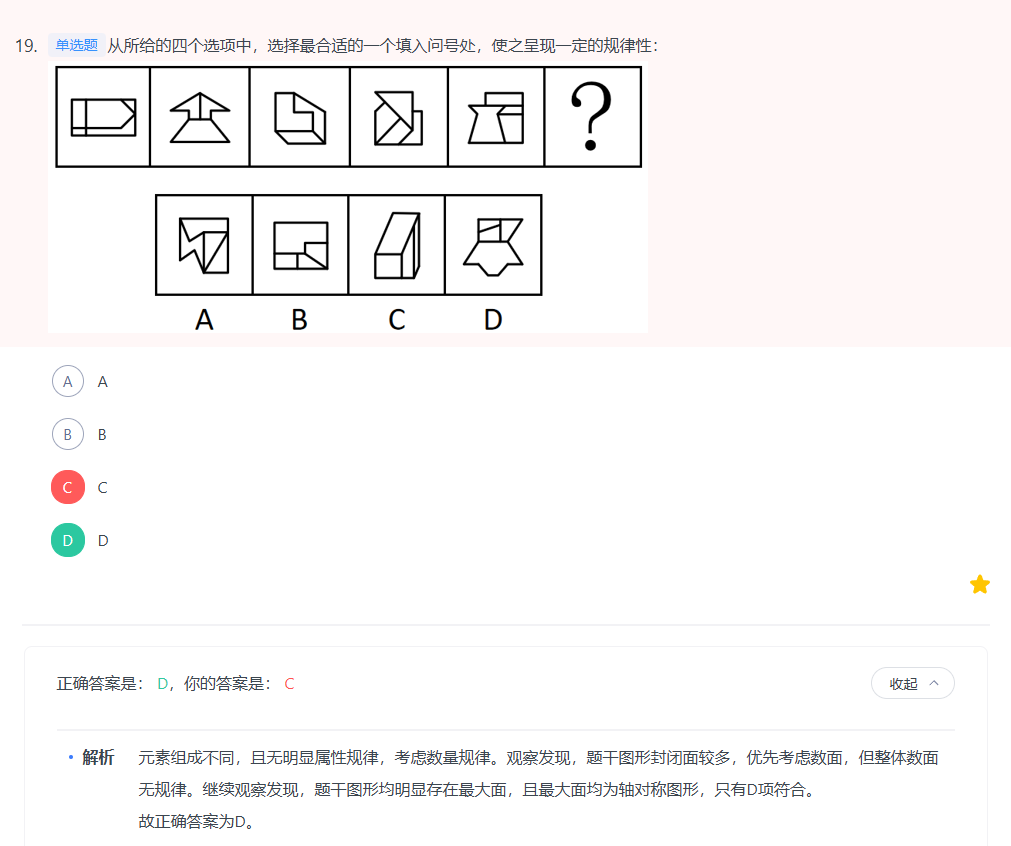 19. 单选题 从所给的四个选项中，选择最合适的一个填入问号处，使之呈现一定的规律性：
?
A B C D
A A
B B
C C
D D
正确答案是： D，你的答案是： C
收起
• 解析 元素组成不同，且无明显属性规律，考虑数量规律。观察发现，题干图形封闭面较多，优先考虑数面，但整体数面
无规律。继续观察发现，题干图形均明显存在最大面，且最大面均为轴对称图形，只有D项符合。
故正确答案为D。